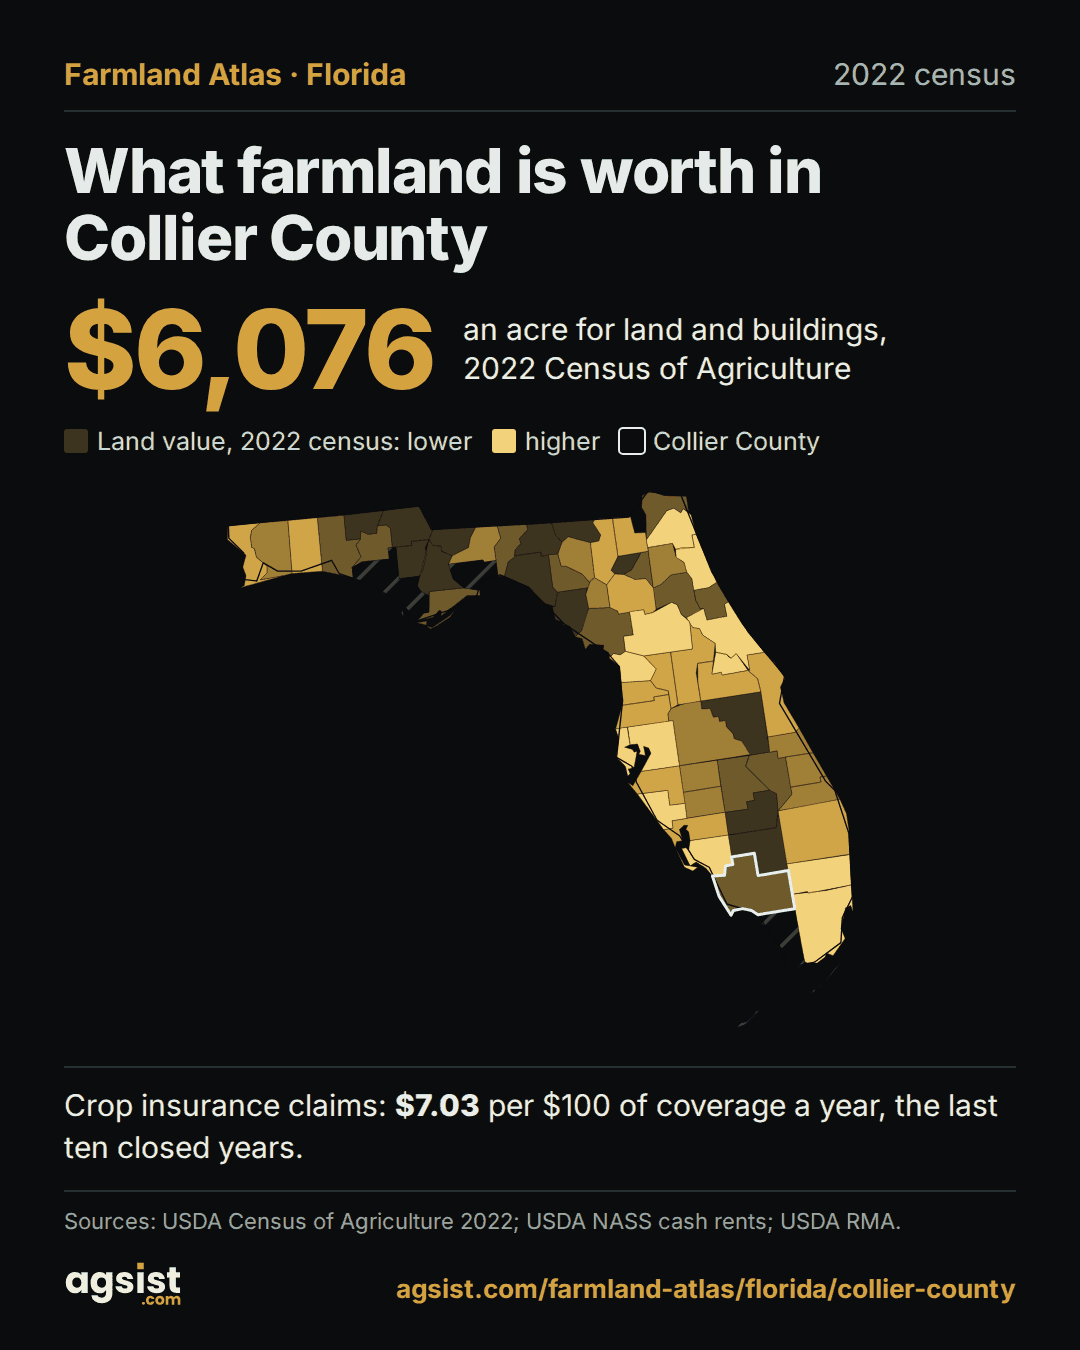 Farmland Atlas · Florida
2022 census
What farmland is worth in
Collier County
$6,076
an acre for land and buildings,
2022 Census of Agriculture
Land value, 2022 census: lower
higher
Collier County
Crop insurance claims: $7.03 per $100 of coverage a year, the last
ten closed years.
Sources: USDA Census of Agriculture 2022; USDA NASS cash rents; USDA RMA.
agsist
.com
agsist.com/farmland-atlas/florida/collier-county